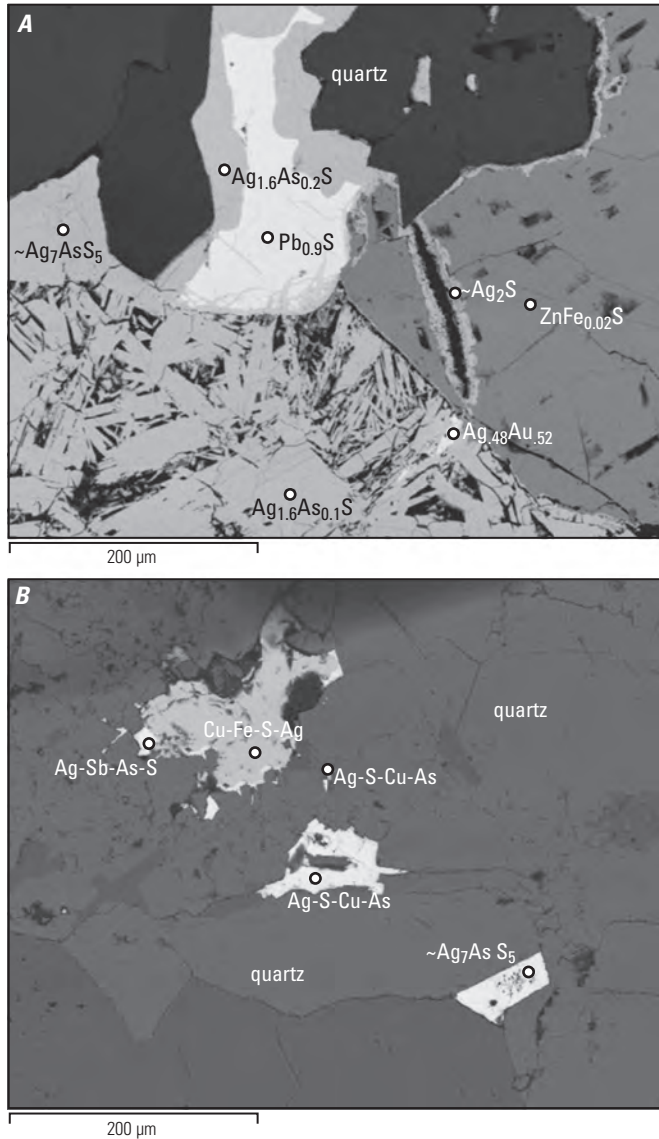 A
quartz
Ag1.6As0.2S
~Ag7AsS5
Pb0.9S
~Ag2S
ZnFe0.02S
Ag.48Au.52
Ag1.6As0.1S
200 µm
B
quartz
Cu-Fe-S-Ag
Ag-Sb-As-S
Ag-S-Cu-As
Ag-S-Cu-As
~Ag7As S5
quartz
200 µm